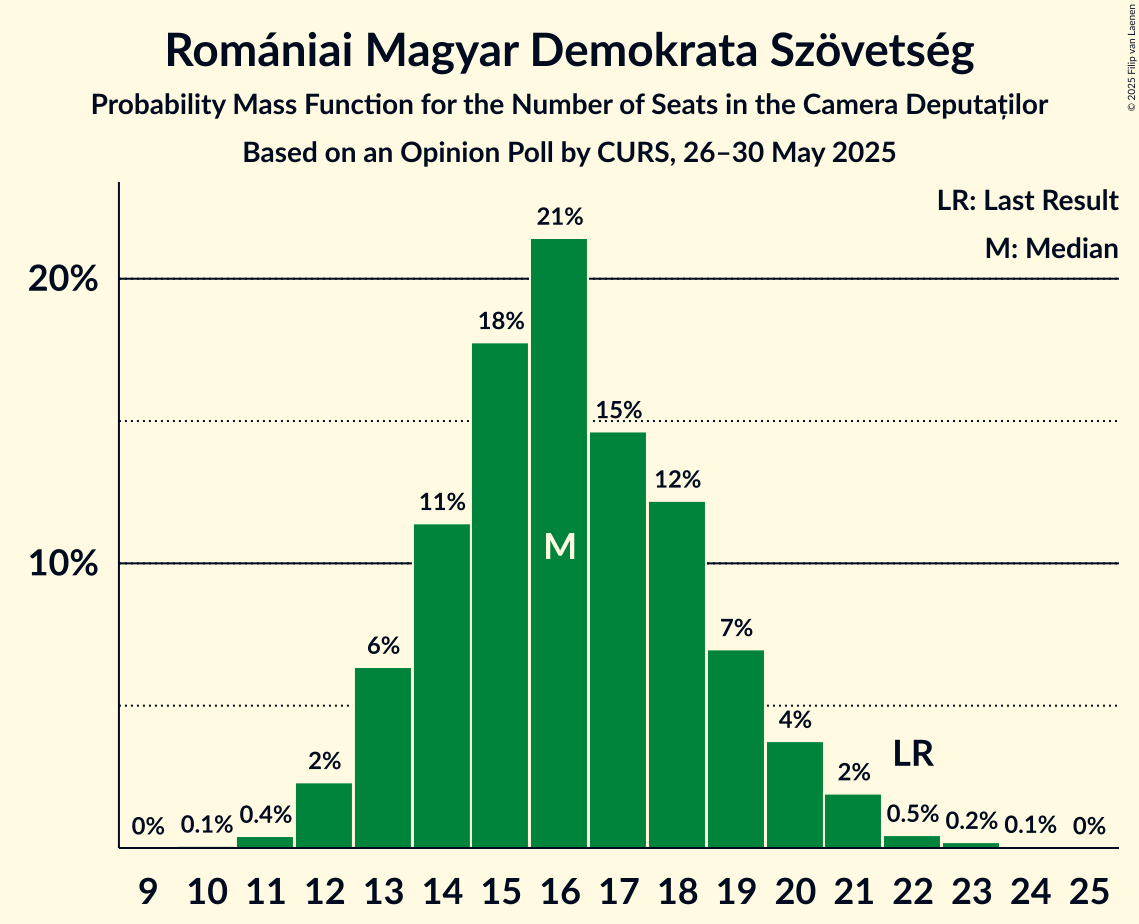 Romániai Magyar Demokrata Szövetség
Probability Mass Function for the Number of Seats in the Camera Deputaților
Based on an Opinion Poll by CURS, 26–30 May 2025
© 2025 Filip van Laenen
LR: Last Result
M: Median
20%
10%
0%
0.1%
0.4%
2%
6%
11%
18%
21%
M
15%
12%
7%
4%
2%
LR
0.5%
0.2%
0.1%
0%
9 10 11 12 13 14 15 16 17 18 19 20 21 22 23 24 25